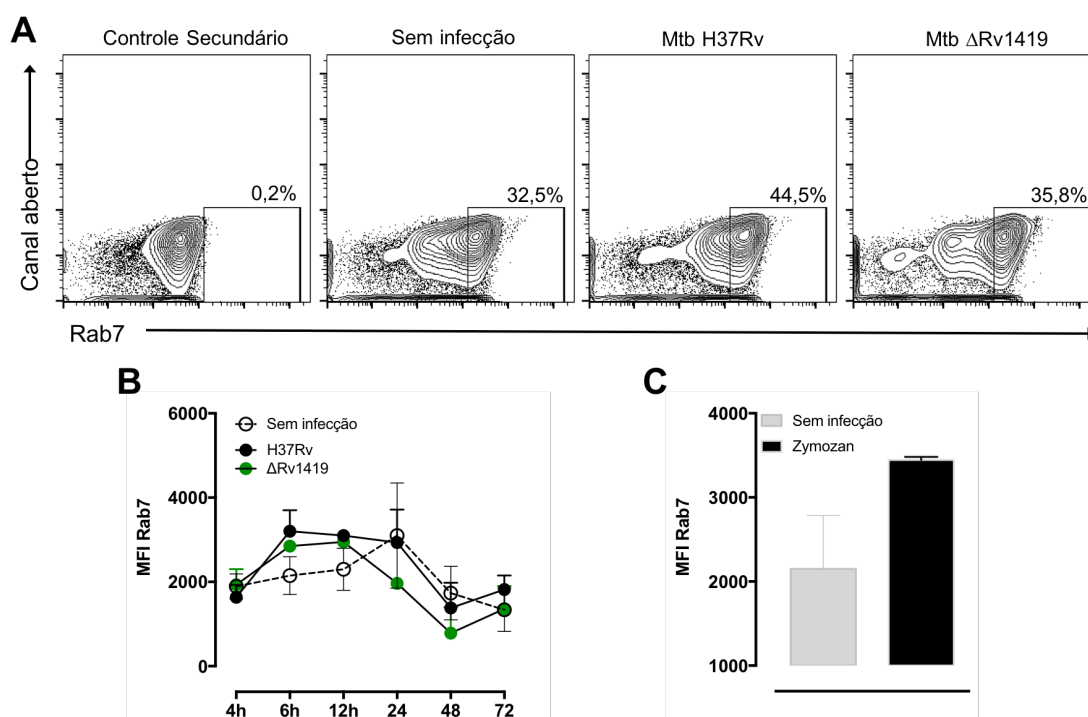 A
Controle Secundário
Sem infecção
Mtb H37Rv
Mtb ΔRv1419
Canal aberto
0,2%
32,5%
44,5%
35,8%
Rab7
B
MFI Rab7
6000
4000
2000
0
Sem infecção
H37Rv
ΔRv1419
4h 6h 12h 24 48 72
C
MFI Rab7
4000
3000
2000
1000
Sem infecção
Zymozan